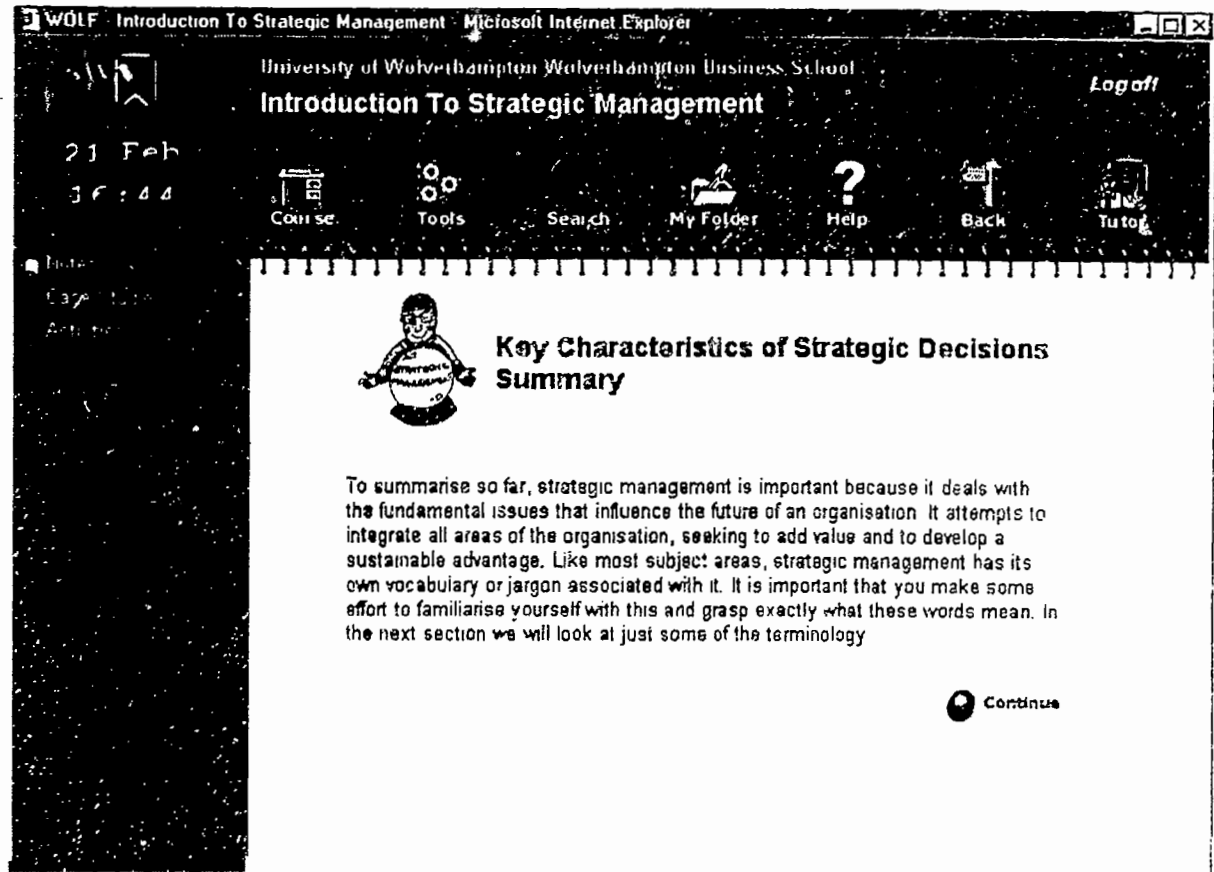 WOLF - Introduction To Strategic Management - Microsoft Internet Explorer
University of Wolverhampton Wolverhampton Business School
Log off
Introduction To Strategic Management
21 Feb
16:44
Course
Tools
Search
My Folder
Help
Back
Tutor
Notes
Key Characteristics of Strategic Decisions
Summary
STRATEGIC
MANAGEMENT
To summarise so far, strategic management is important because it deals with
the fundamental issues that influence the future of an organisation It attempts to
integrate all areas of the organisation, seeking to add value and to develop a
sustainable advantage. Like most subject areas, strategic management has its
own vocabulary or jargon associated with it. It is important that you make some
effort to familiarise yourself with this and grasp exactly what these words mean. In
the next section we will look at just some of the terminology
Continue